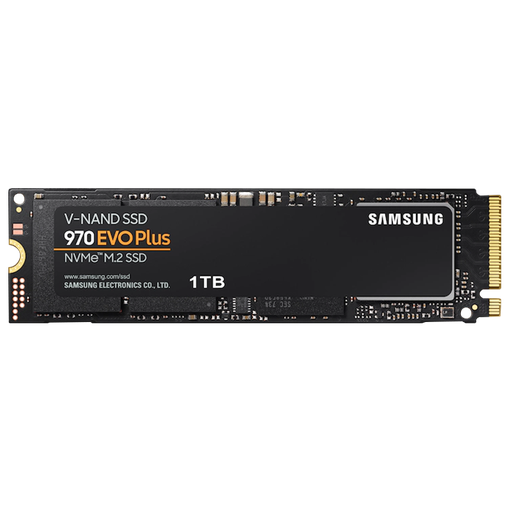 V-NAND SSD
970 EVO Plus
NVMe™ M.2 SSD
www.samsung.com/ssd
SAMSUNG ELECTRONICS CO., LTD.
1TB
SAMSUNG